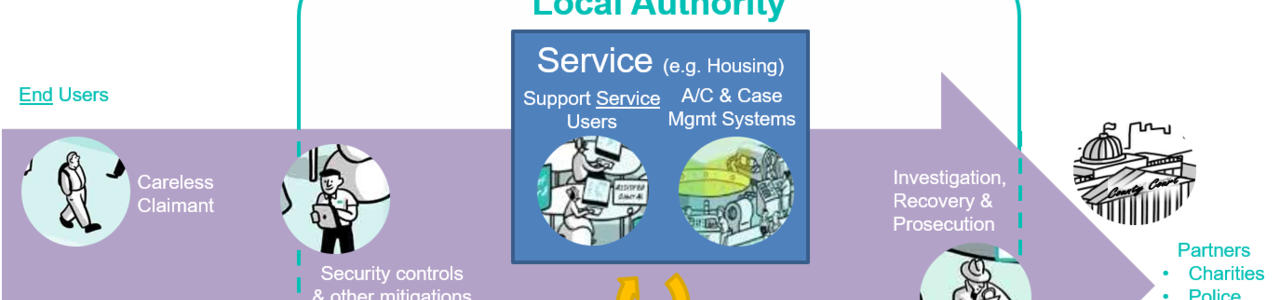 Local Authority
Service (e.g. Housing)
End Users
Support Service
Users
A/C & Case
Mgmt Systems
Careless
Claimant
Investigation,
Recovery &
Prosecution
County Court
Security controls
& other mitigations
Partners
• Charities
• Police